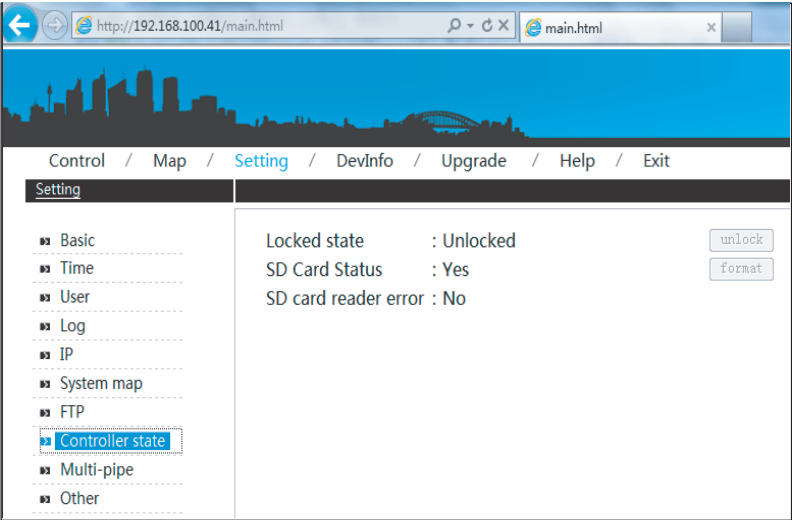 http://192.168.100.41/main.html
main.html
Control / Map / Setting / DevInfo / Upgrade / Help / Exit
Setting
Basic
Time
User
Log
IP
System map
FTP
Controller state
Multi-pipe
Other
Locked state : Unlocked
unlock
SD Card Status : Yes
format
SD card reader error : No